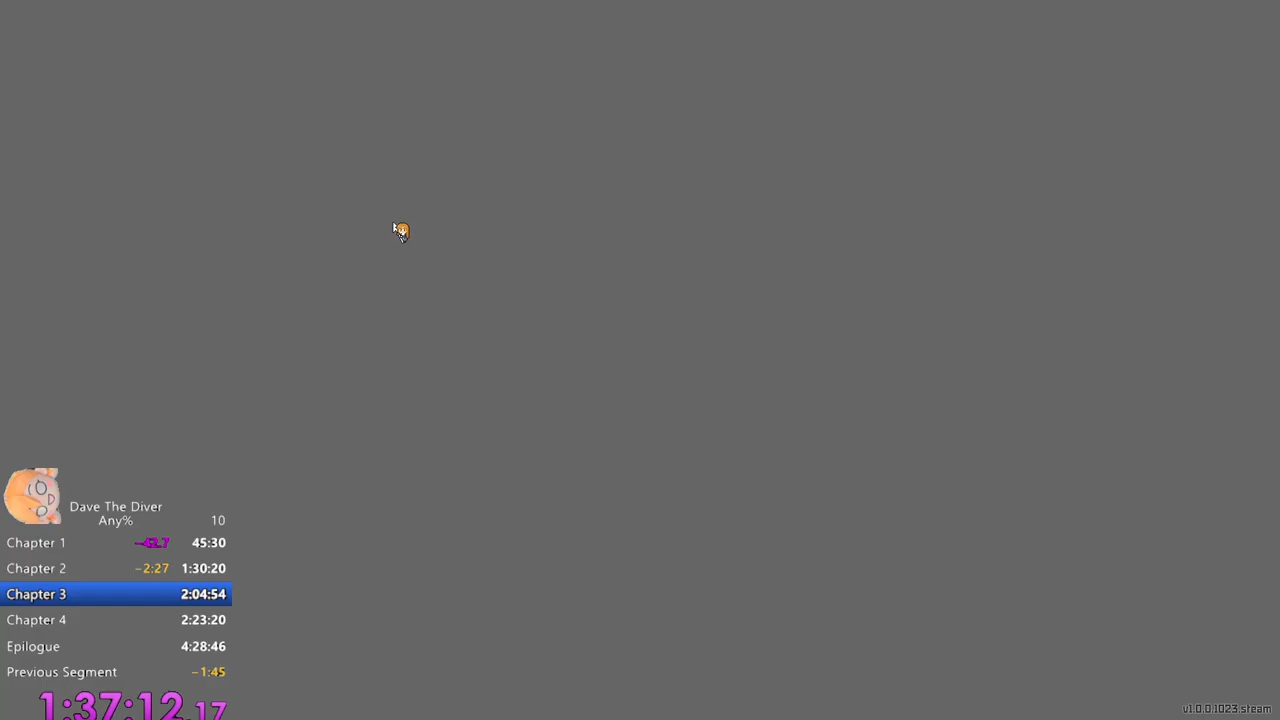 Dave The Diver
Any% 10
Chapter 1 -42.7 45:30
Chapter 2 -2:27 1:30:20
Chapter 3 2:04:54
Chapter 4 2:23:20
Epilogue 4:28:46
Previous Segment -1:45
1:37:12.17
v1.0.0.1023.steam